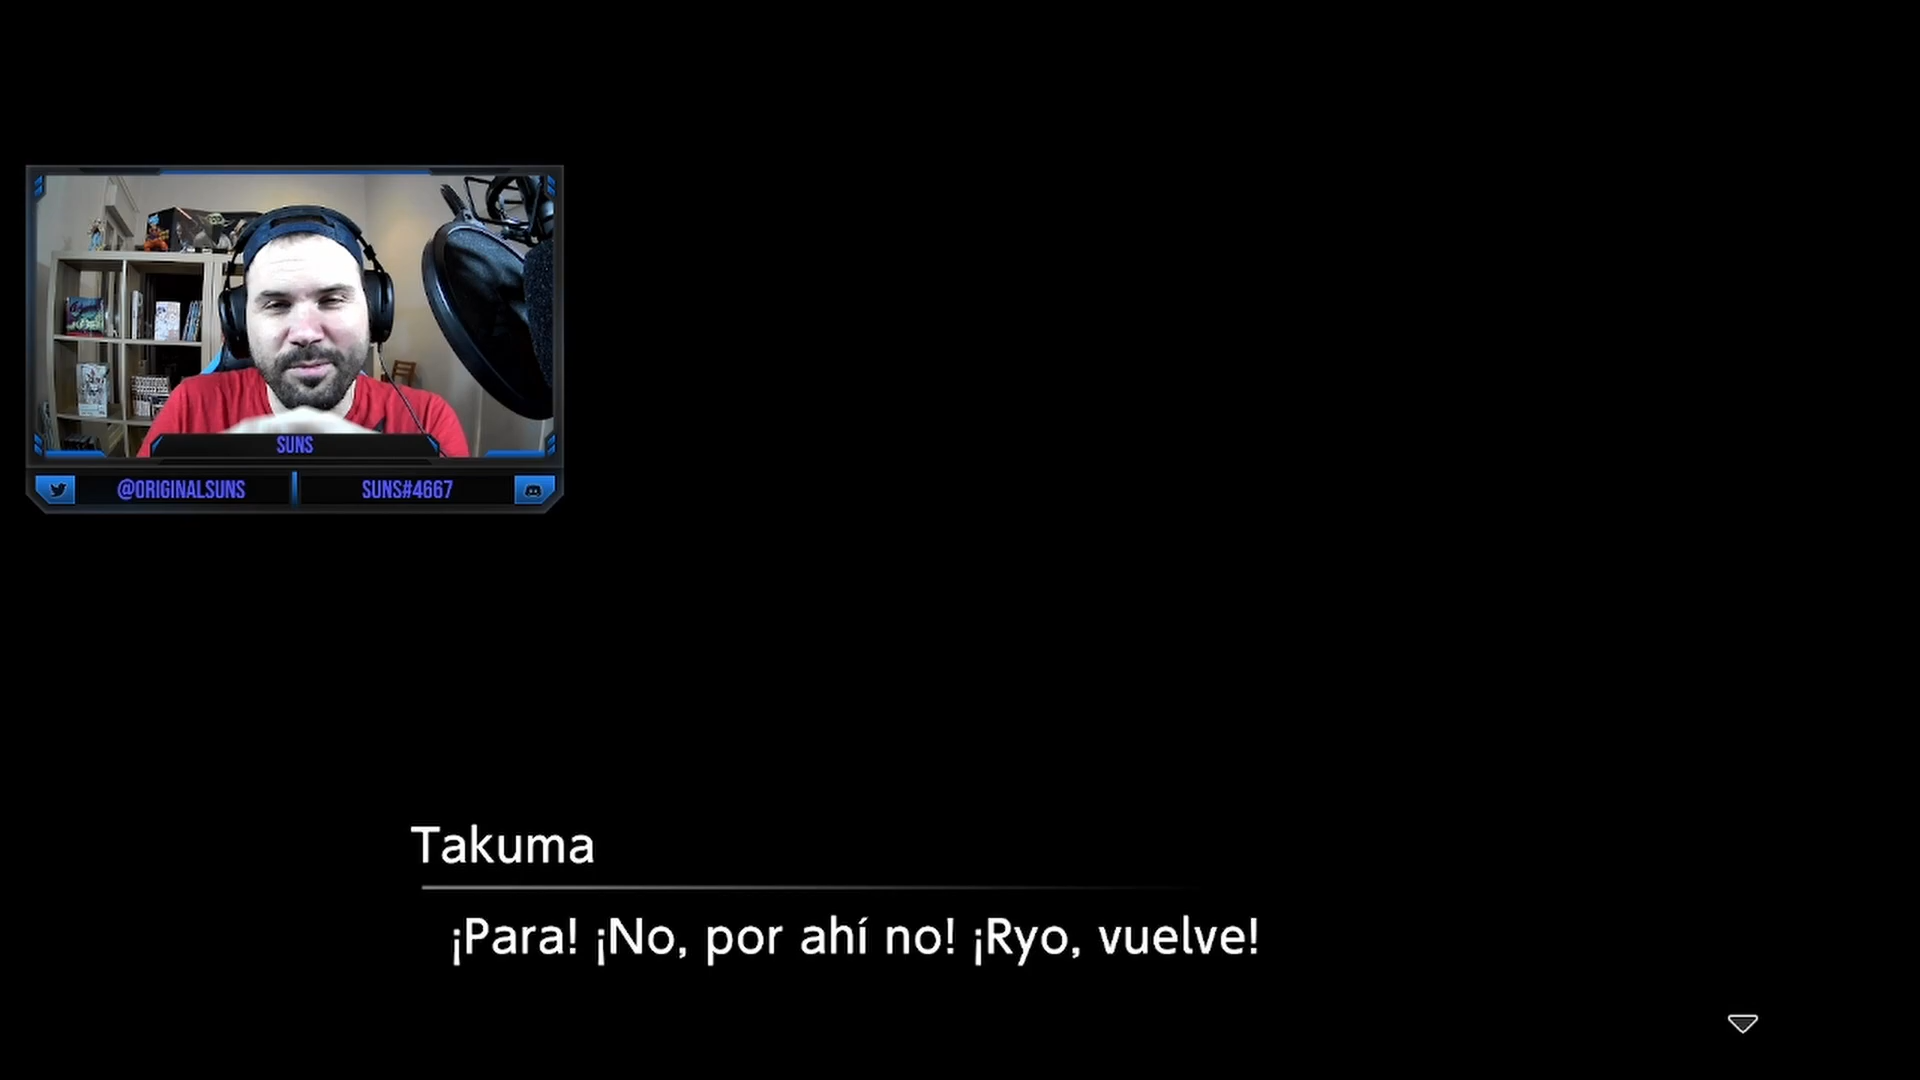 SUNS
@ORIGINALSUNS
SUNS#4667
Takuma
¡Para! ¡No, por ahí no! ¡Ryo, vuelve!